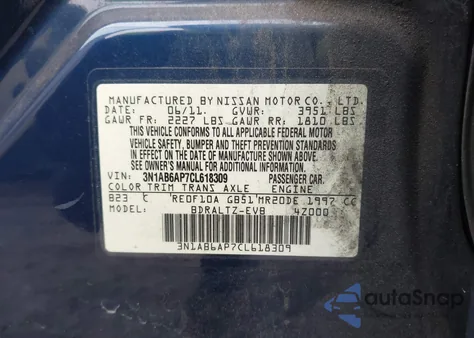 MANUFACTURED BY NISSAN MOTOR CO., LTD.
DATE: 06/11 GVWR: 3951 LBS
GAWR FR: 2227 LBS GAWR RR: 1810 LBS
THIS VEHICLE CONFORMS TO ALL APPLICABLE FEDERAL MOTOR
VEHICLE SAFETY, BUMPER, AND THEFT PREVENTION STANDARDS
IN EFFECT ON THE DATE OF MANUFACTURE SHOWN ABOVE.
SEE OWNER'S MANUAL FOR ADDITIONAL INFORMATION.
VIN: 3N1AB6AP7CL618309 PASSENGER CAR.
COLOR TRIM TRANS AXLE ENGINE
B23 C RE0F10A GB51 MR20DE 1997 CC
MODEL: BDRALTZ-EVB 4Z000
3N1AB6AP7CL618309
autoSnap